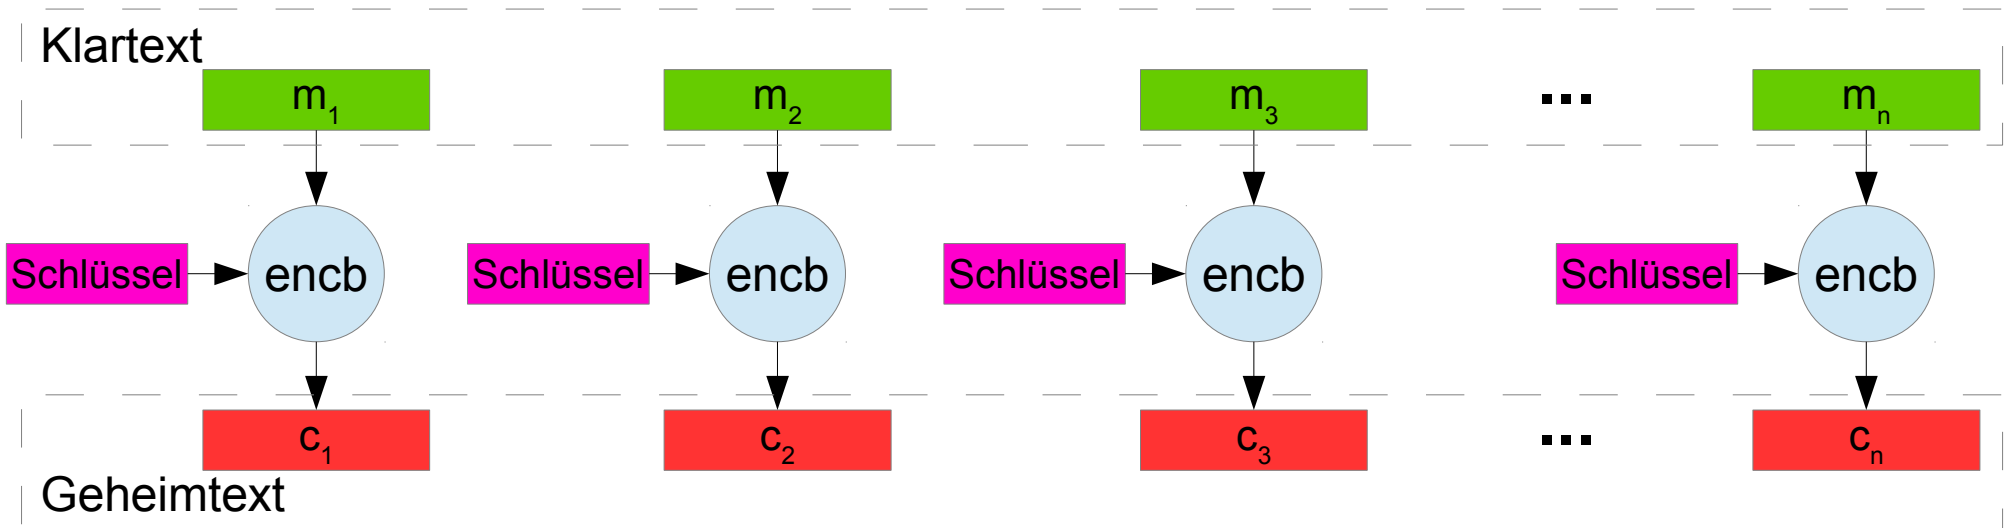 Klartext
m1 m2 m3 ... mn
Schlüssel encb Schlüssel encb Schlüssel encb Schlüssel encb
c1 c2 c3 ... cn
Geheimtext